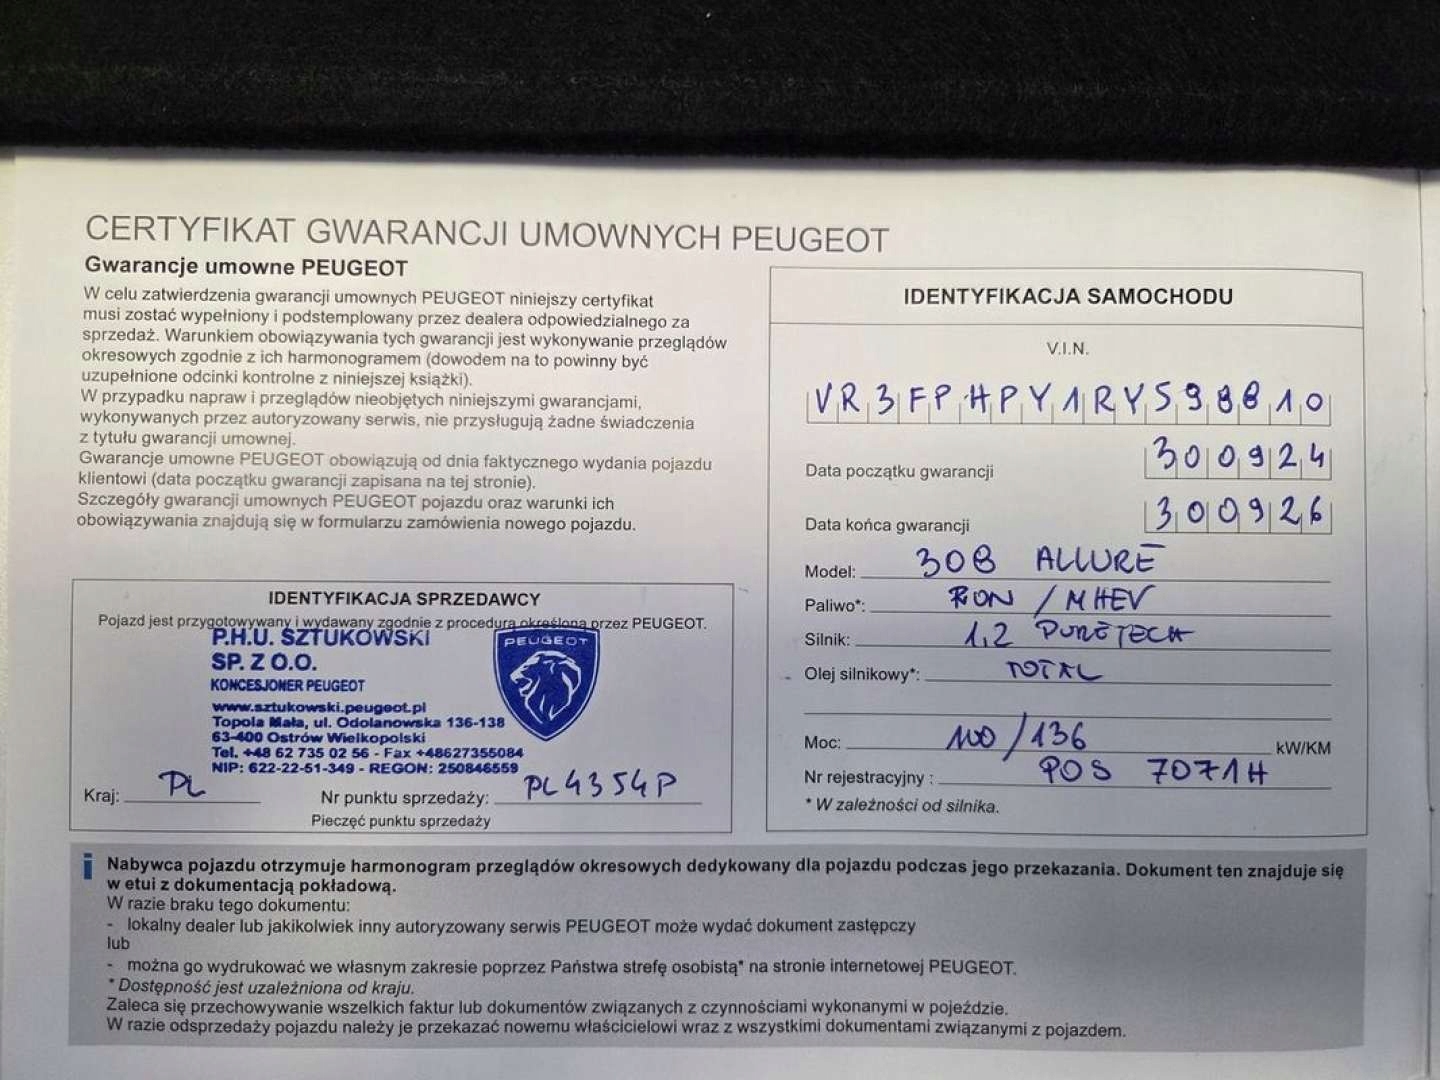 CERTYFIKAT GWARANCJI UMOWNYCH PEUGEOT
Gwarancje umowne PEUGEOT
W celu zatwierdzenia gwarancji umownych PEUGEOT niniejszy certyfikat
musi zostać wypełniony i podstemplowany przez dealera odpowiedzialnego za
sprzedaż. Warunkiem obowiązywania tych gwarancji jest wykonywanie przeglądów
okresowych zgodnie z ich harmonogramem (dowodem na to powinny być
uzupełnione odcinki kontrolne z niniejszej książki).
W przypadku napraw i przeglądów nieobjętych niniejszymi gwarancjami,
wykonywanych przez autoryzowany serwis, nie przysługują żadne świadczenia
z tytułu gwarancji umownej.
Gwarancje umowne PEUGEOT obowiązują od dnia faktycznego wydania pojazdu
klientowi (data początku gwarancji zapisana na tej stronie).
Szczegóły gwarancji umownych PEUGEOT pojazdu oraz warunki ich
obowiązywania znajdują się w formularzu zamówienia nowego pojazdu.
IDENTYFIKACJA SPRZEDAWCY
Pojazd jest przygotowywany i wydawany zgodnie z procedurą określoną przez PEUGEOT.
P.H.U. SZTUKOWSKI
SP. Z O.O.
KONCESJONER PEUGEOT
www.sztukowski.peugeot.pl
Topola Mała, ul. Odolanowska 136-138
63-400 Ostrów Wielkopolski
Tel. +48 62 735 02 56 - Fax +48627355084
NIP: 622-22-51-349 - REGON: 250846559
PEUGEOT
Kraj: PL
Nr punktu sprzedaży: PL4354P
Pieczęć punktu sprzedaży
IDENTYFIKACJA SAMOCHODU
V.I.N.
VR3FPHPY1RY598810
Data początku gwarancji 300924
Data końca gwarancji 300926
Model: 308 ALLURE
Paliwo*: RON / MHEV
Silnik: 1,2 PURETECH
Olej silnikowy*: TOTAL
Moc: 100/136 kW/KM
Nr rejestracyjny : POS 7071H
* W zależności od silnika.
i Nabywca pojazdu otrzymuje harmonogram przeglądów okresowych dedykowany dla pojazdu podczas jego przekazania. Dokument ten znajduje się
w etui z dokumentacją pokładową.
W razie braku tego dokumentu:
- lokalny dealer lub jakikolwiek inny autoryzowany serwis PEUGEOT może wydać dokument zastępczy
lub
- można go wydrukować we własnym zakresie poprzez Państwa strefę osobistą* na stronie internetowej PEUGEOT.
* Dostępność jest uzależniona od kraju.
Zaleca się przechowywanie wszelkich faktur lub dokumentów związanych z czynnościami wykonanymi w pojeździe.
W razie odsprzedaży pojazdu należy je przekazać nowemu właścicielowi wraz z wszystkimi dokumentami związanymi z pojazdem.